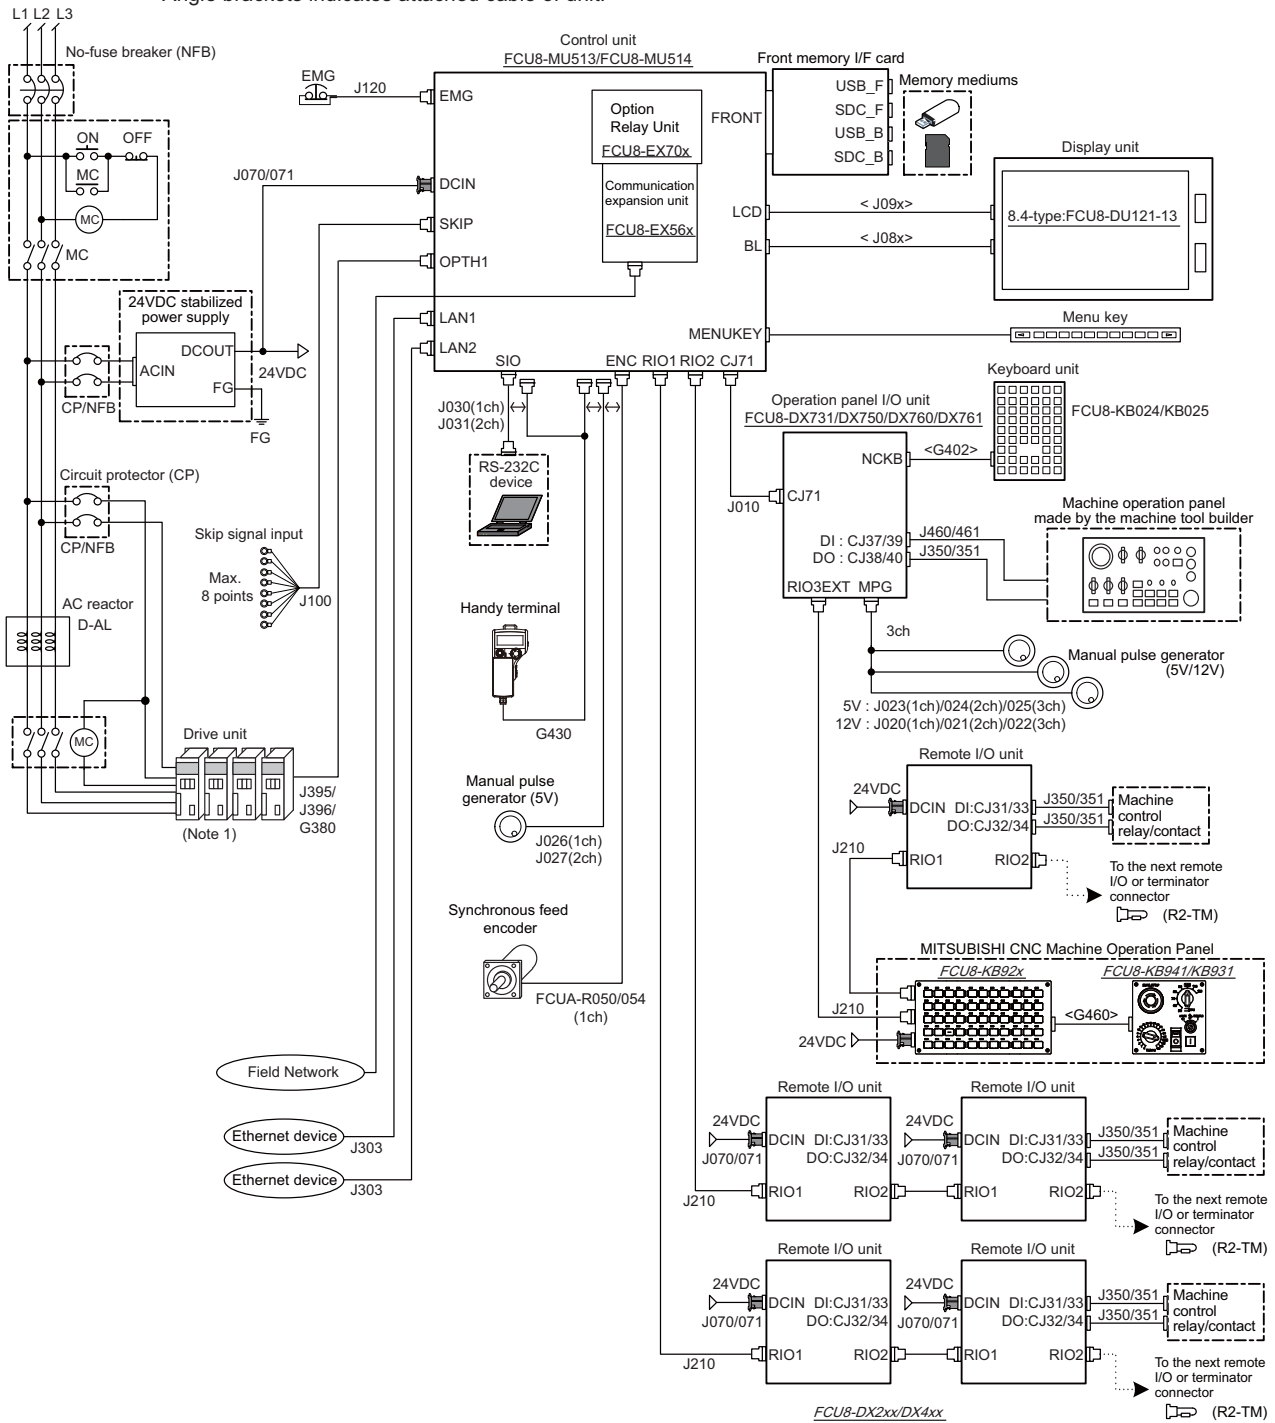 L1 L2 L3
No-fuse breaker (NFB)
ON OFF
MC
MC
MC
24VDC stabilized
power supply
DCOUT
ACIN
FG
24VDC
FG
CP/NFB
Circuit protector (CP)
CP/NFB
AC reactor
D-AL
MC
Drive unit
(Note 1)
J395/
J396/
G380
Skip signal input
Max.
8 points
J100
EMG
J120
J070/071
Control unit
FCU8-MU513/FCU8-MU514
EMG
DCIN
SKIP
OPTH1
LAN1
LAN2
Option
Relay Unit
FCU8-EX70x
Communication
expansion unit
FCU8-EX56x
FRONT
LCD
BL
MENUKEY
SIO
ENC RIO1 RIO2 CJ71
Front memory I/F card
USB_F
SDC_F
USB_B
SDC_B
Memory mediums
Display unit
< J09x>
< J08x>
8.4-type:FCU8-DU121-13
Menu key
Keyboard unit
FCU8-KB024/KB025
J030(1ch)
J031(2ch)
RS-232C
device
Handy terminal
G430
Manual pulse
generator (5V)
J026(1ch)
J027(2ch)
Synchronous feed
encoder
FCUA-R050/054
(1ch)
Field Network
Ethernet device
J303
Ethernet device
J303
Operation panel I/O unit
FCU8-DX731/DX750/DX760/DX761
NCKB
<G402>
J010
CJ71
DI : CJ37/39
DO : CJ38/40
J460/461
J350/351
RIO3EXT MPG
Machine operation panel
made by the machine tool builder
3ch
Manual pulse generator
(5V/12V)
5V : J023(1ch)/024(2ch)/025(3ch)
12V : J020(1ch)/021(2ch)/022(3ch)
Remote I/O unit
24VDC
DCIN DI:CJ31/33
DO:CJ32/34
RIO1 RIO2
J210
J350/351
J350/351
Machine
control
relay/contact
To the next remote
I/O or terminator
connector
(R2-TM)
MITSUBISHI CNC Machine Operation Panel
FCU8-KB92x
FCU8-KB941/KB931
J210
<G460>
24VDC
Remote I/O unit
Remote I/O unit
24VDC
J070/071
DCIN DI:CJ31/33
DO:CJ32/34
RIO1 RIO2
24VDC
J070/071
DCIN DI:CJ31/33
DO:CJ32/34
RIO1 RIO2
J210
J350/351
J350/351
Machine
control
relay/contact
To the next remote
I/O or terminator
connector
(R2-TM)
Remote I/O unit
Remote I/O unit
24VDC
J070/071
DCIN DI:CJ31/33
DO:CJ32/34
RIO1 RIO2
24VDC
J070/071
DCIN DI:CJ31/33
DO:CJ32/34
RIO1 RIO2
J210
J350/351
J350/351
Machine
control
relay/contact
To the next remote
I/O or terminator
connector
(R2-TM)
FCU8-DX2xx/DX4xx